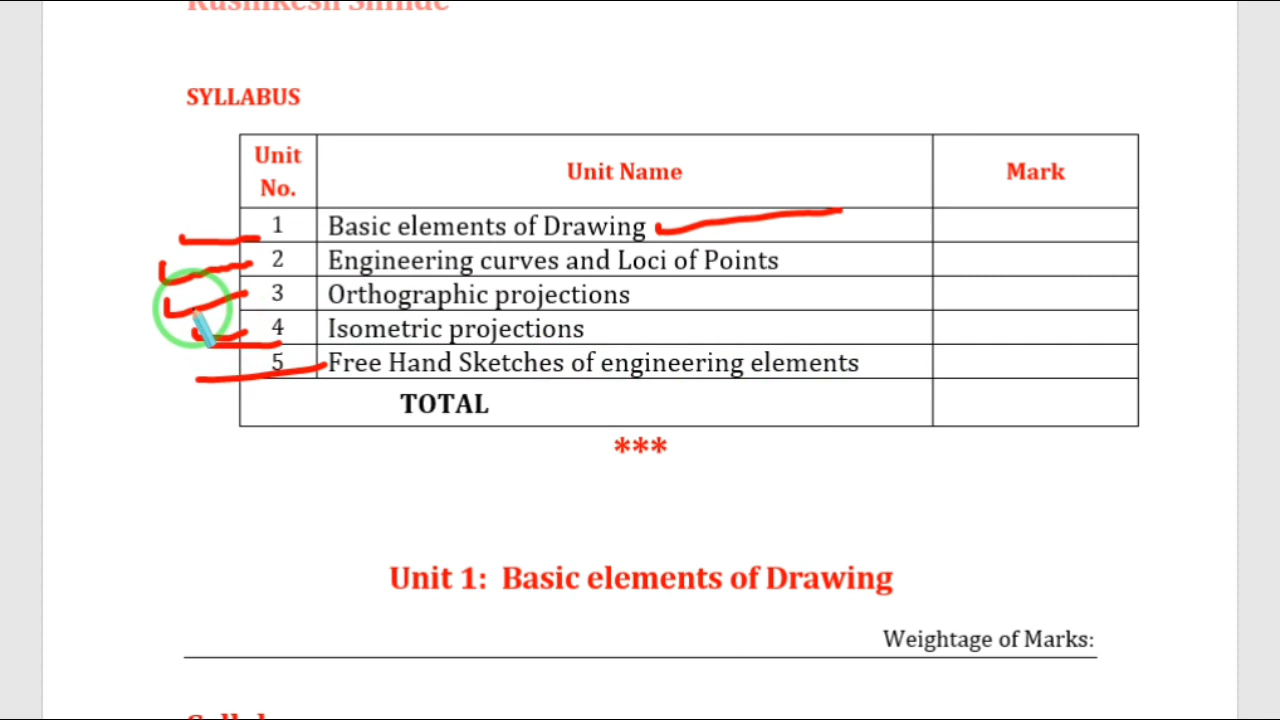 Rushikesh Shinde
SYLLABUS
Unit No. Unit Name Mark
1 Basic elements of Drawing
2 Engineering curves and Loci of Points
3 Orthographic projections
4 Isometric projections
5 Free Hand Sketches of engineering elements
TOTAL
***
Unit 1: Basic elements of Drawing
Weightage of Marks: